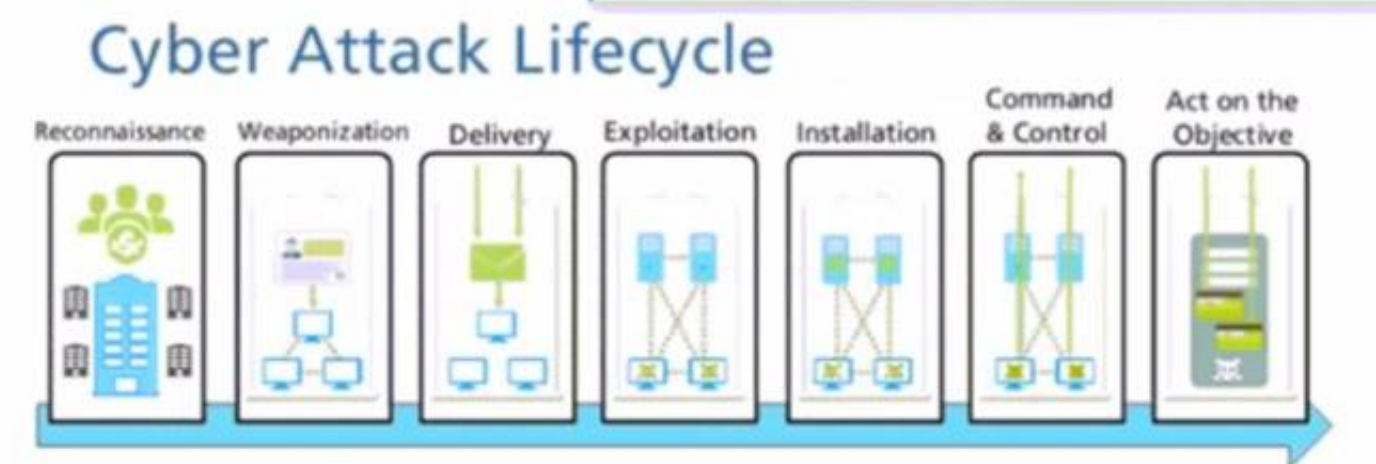 Cyber Attack Lifecycle
Reconnaissance
Weaponization
Delivery
Exploitation
Installation
Command
& Control
Act on the
Objective